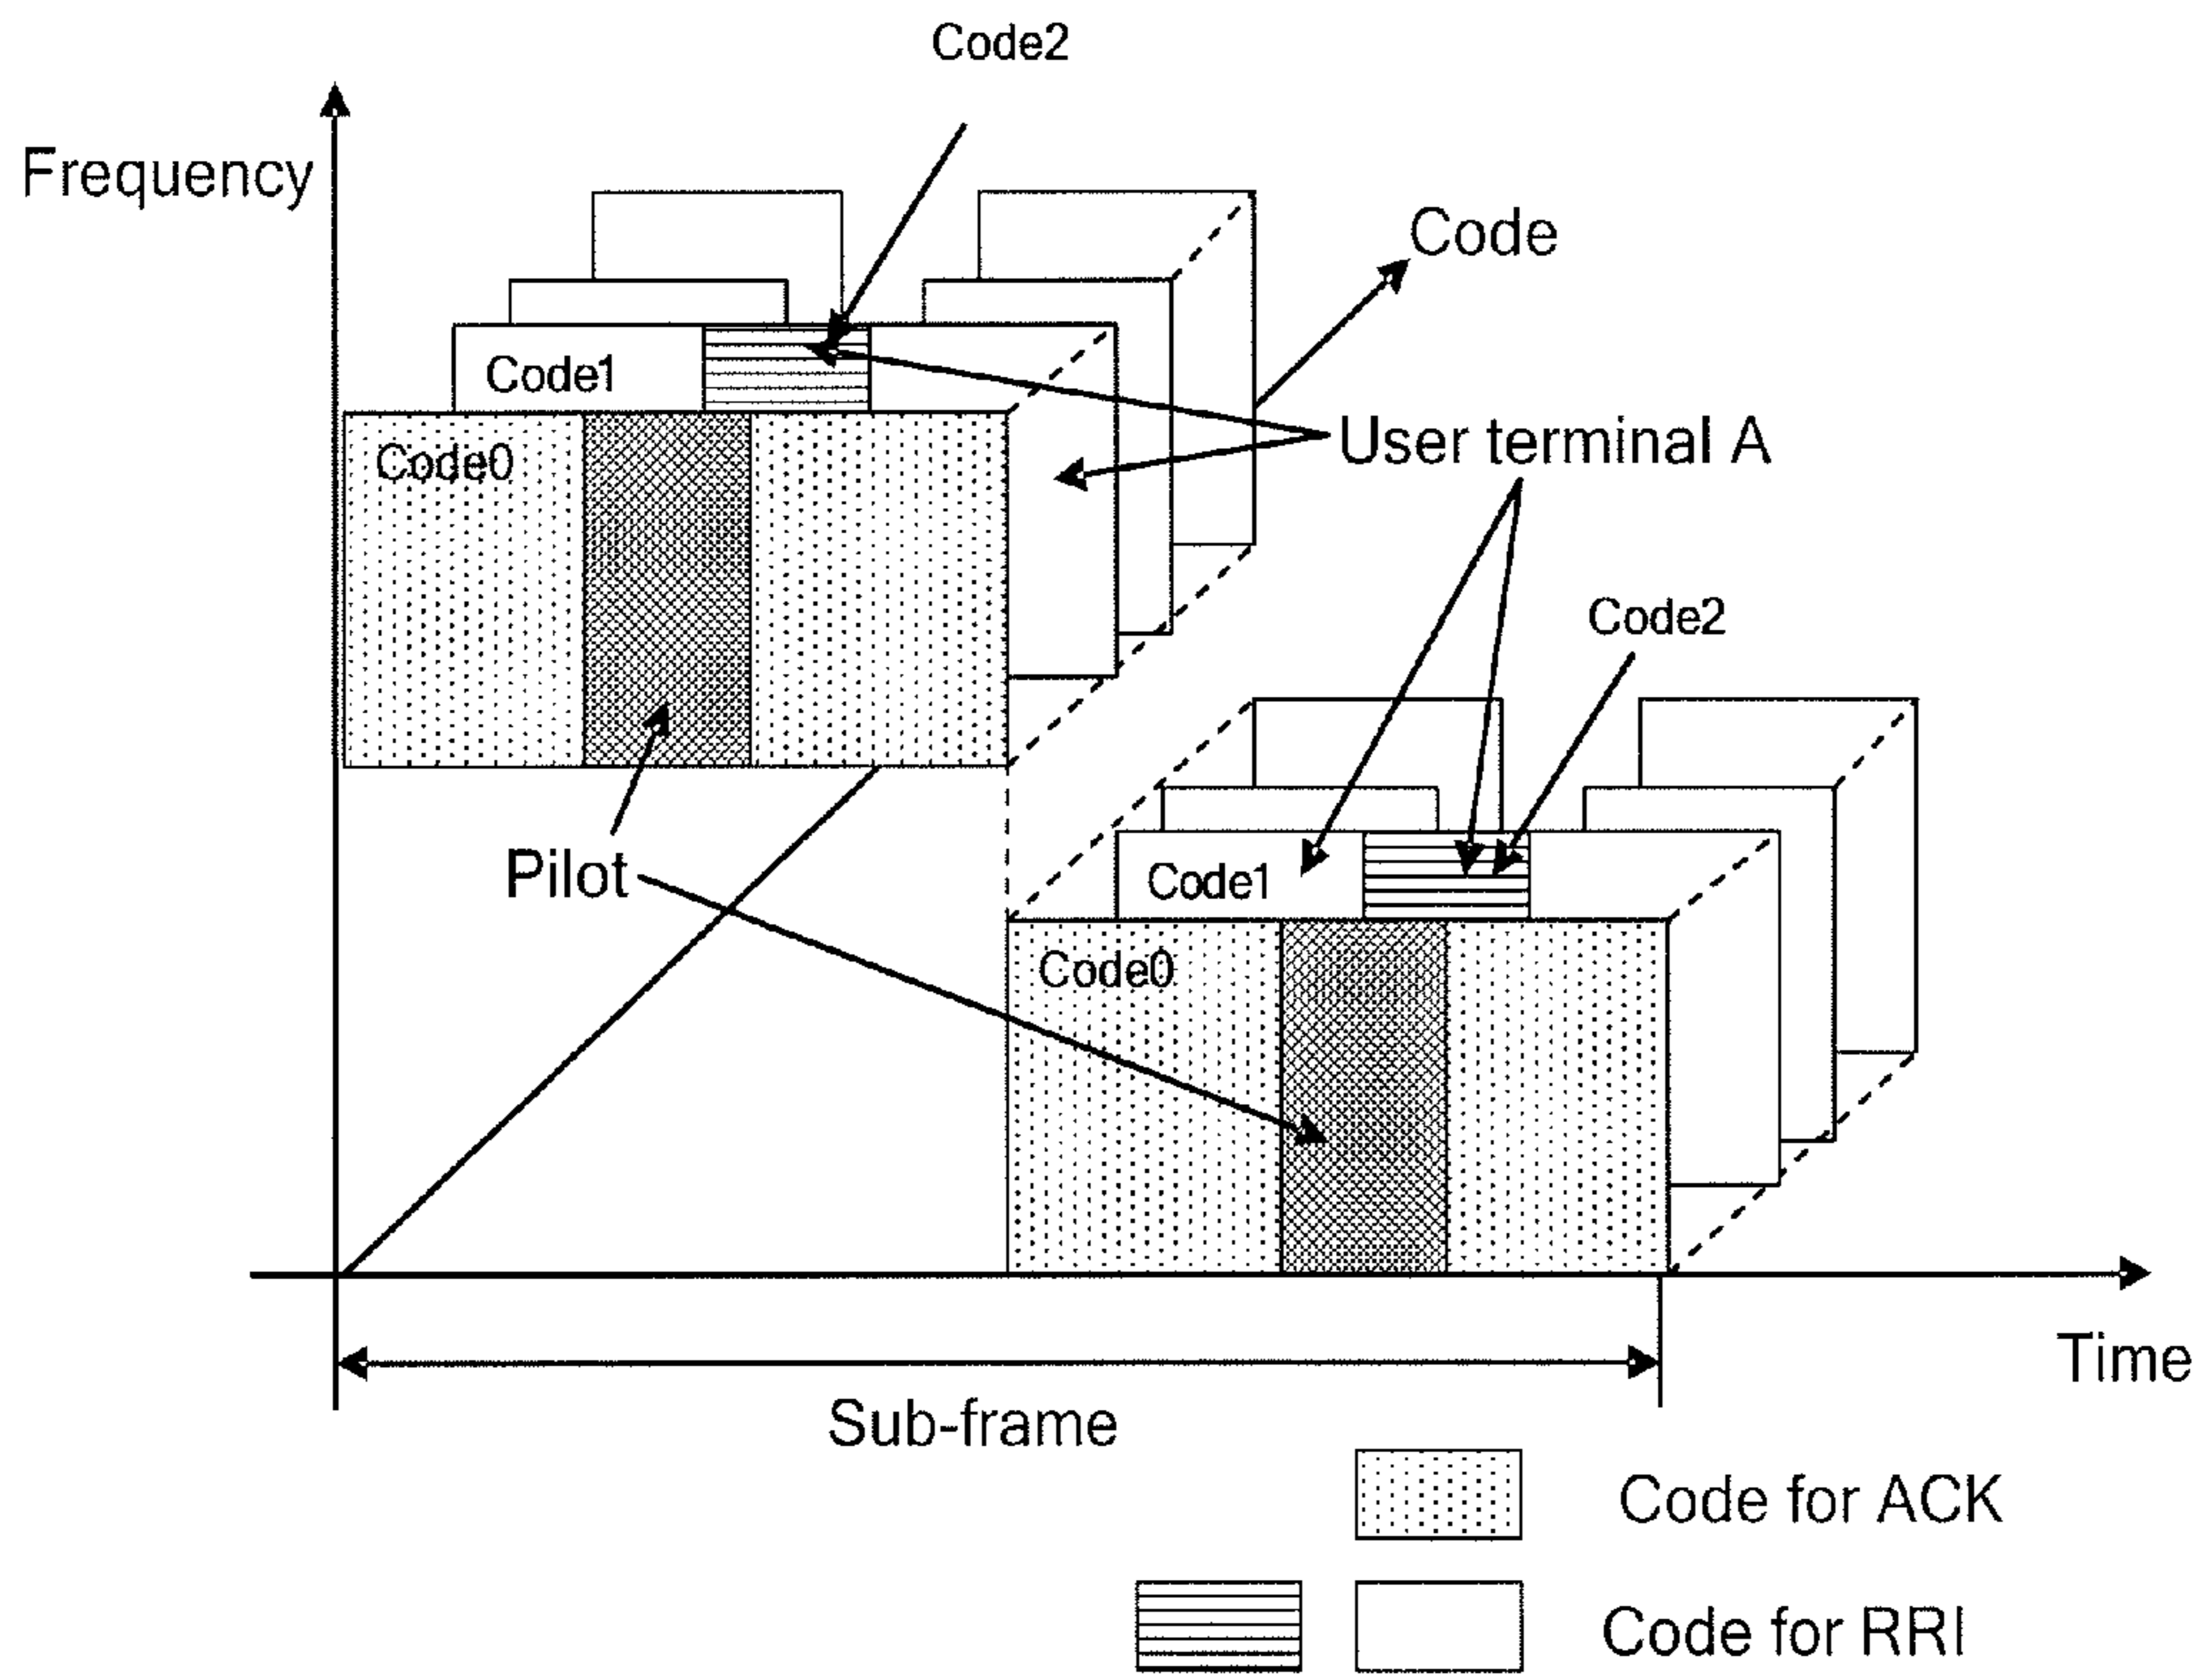 Code2
Frequency
Code
Code1
User terminal A
Code0
Code2
Pilot
Code1
Code0
Time
Sub-frame
Code for ACK
Code for RRI